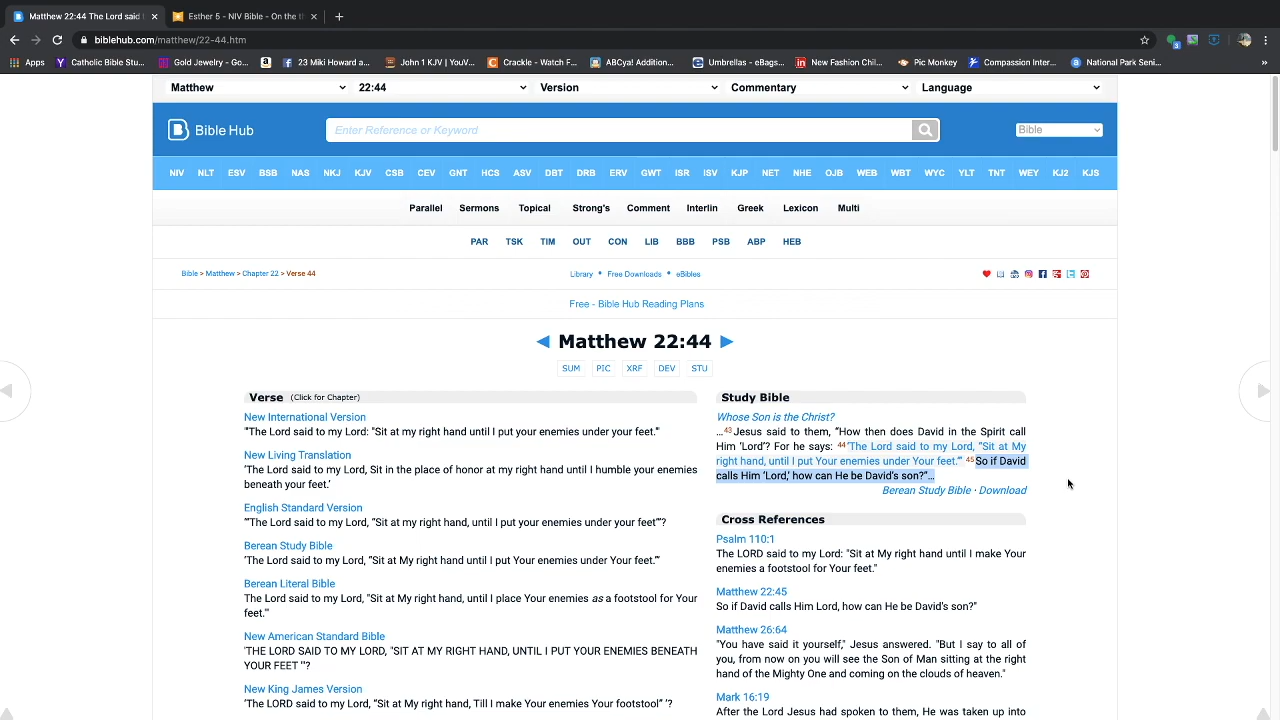 Matthew 22:44 The Lord said t
Esther 5 - NIV Bible - On the th
biblehub.com/matthew/22-44.htm
Apps
Catholic Bible Stu...
Gold Jewelry - Go...
23 Miki Howard a...
John 1 KJV | YouV...
Crackle - Watch F...
ABCya! Addition...
Umbrellas - eBags...
New Fashion Chil...
Pic Monkey
Compassion Inter...
National Park Seni...
»
Matthew 22:44 Version Commentary Language
Bible Hub Enter Reference or Keyword Bible
NIV NLT ESV BSB NAS NKJ KJV CSB CEV GNT HCS ASV DBT DRB ERV GWT ISR ISV KJP NET NHE OJB WEB WBT WYC YLT TNT WEY KJ2 KJS
Parallel Sermons Topical Strong's Comment Interlin Greek Lexicon Multi
PAR TSK TIM OUT CON LIB BBB PSB ABP HEB
Bible > Matthew > Chapter 22 > Verse 44
Library • Free Downloads • eBibles
Free - Bible Hub Reading Plans
◄ Matthew 22:44 ►
SUM PIC XRF DEV STU
Verse (Click for Chapter)
New International Version
"'The Lord said to my Lord: "Sit at my right hand until I put your enemies under your feet."'
New Living Translation
'The LORD said to my Lord, Sit in the place of honor at my right hand until I humble your enemies
beneath your feet.'
English Standard Version
"'The Lord said to my Lord, "Sit at my right hand, until I put your enemies under your feet"'?
Berean Study Bible
'The Lord said to my Lord, "Sit at My right hand, until I put Your enemies under Your feet."'
Berean Literal Bible
The Lord said to my Lord, "Sit at My right hand, until I place Your enemies as a footstool for Your
feet."'
New American Standard Bible
'THE LORD SAID TO MY LORD, "SIT AT MY RIGHT HAND, UNTIL I PUT YOUR ENEMIES BENEATH
YOUR FEET "'?
New King James Version
'The LORD said to my Lord, "Sit at My right hand, Till I make Your enemies Your footstool" '?
Study Bible
Whose Son is the Christ?
…43Jesus said to them, “How then does David in the Spirit call
Him ‘Lord’? For he says: 44‘The Lord said to my Lord, “Sit at My
right hand, until I put Your enemies under Your feet.”’ 45So if David
calls Him ‘Lord,’ how can He be David’s son?”…
Berean Study Bible · Download
Cross References
Psalm 110:1
The LORD said to my Lord: "Sit at My right hand until I make Your
enemies a footstool for Your feet."
Matthew 22:45
So if David calls Him Lord, how can He be David's son?"
Matthew 26:64
"You have said it yourself," Jesus answered. "But I say to all of
you, from now on you will see the Son of Man sitting at the right
hand of the Mighty One and coming on the clouds of heaven."
Mark 16:19
After the Lord Jesus had spoken to them, He was taken up into